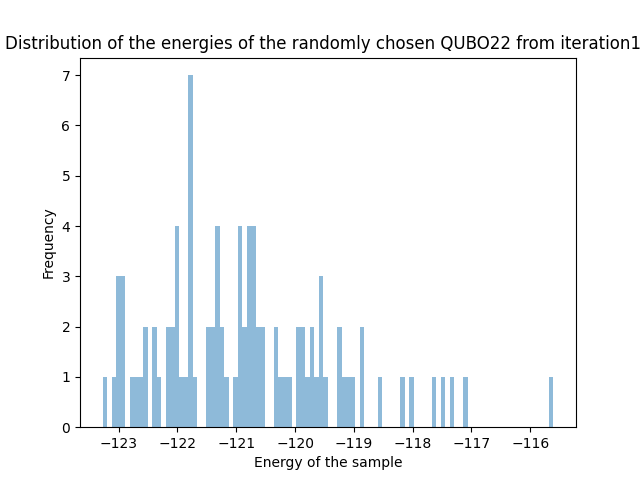 Distribution of the energies of the randomly chosen QUBO22 from iteration1
7
6
5
4
3
2
1
0
Frequency
−123 −122 −121 −120 −119 −118 −117 −116
Energy of the sample